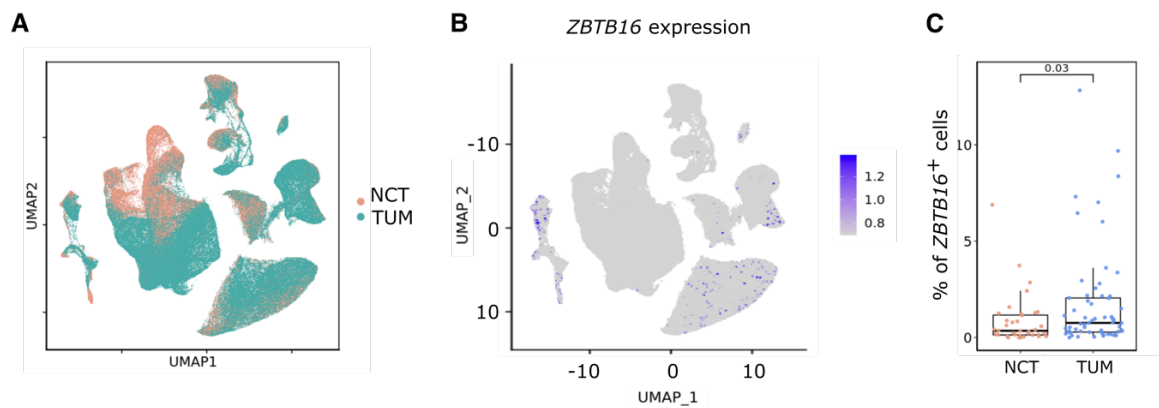 A
UMAP2
UMAP1
NCT
TUM
B
ZBTB16 expression
-10
0
10
UMAP_2
-10
0
10
UMAP_1
1.2
1.0
0.8
C
% of ZBTB16+ cells
0.03
10
5
0
NCT
TUM